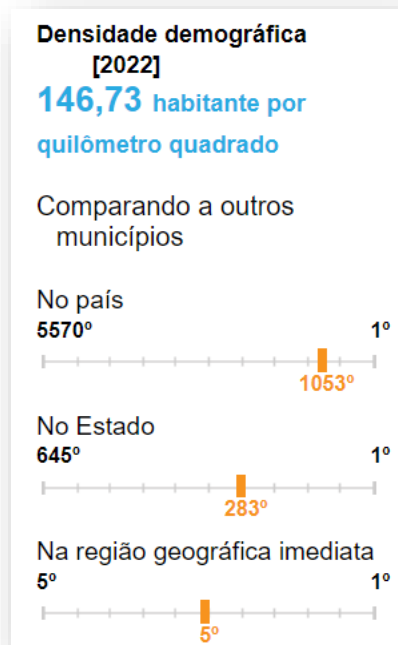 Densidade demográfica
[2022]
146,73 habitante por
quilômetro quadrado
Comparando a outros
municípios
No país
5570º 1º
1053º
No Estado
645º 1º
283º
Na região geográfica imediata
5º 1º
5º